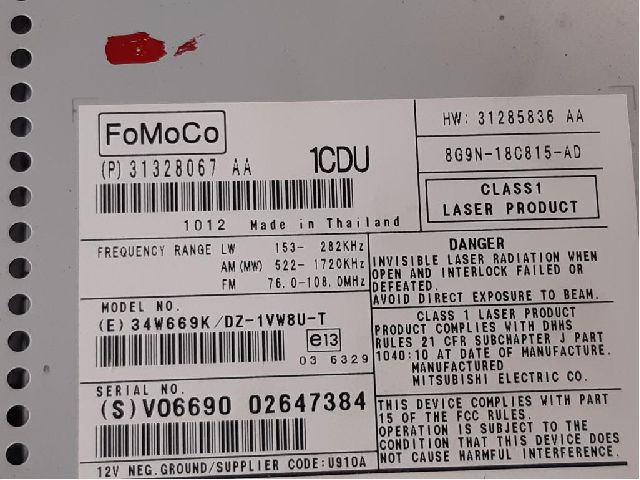 FoMoCo
(P) 31328067 AA
1CDU
1012 Made in Thailand
HW: 31285836 AA
8G9N-18C815-AD
CLASS1
LASER PRODUCT
FREQUENCY RANGE LW 153- 282KHz
AM (MW) 522- 1720KHz
FM 76.0-108.0MHz
MODEL NO.
(E) 34W669K/DZ-1VW8U-T
e13
03 6329
SERIAL NO.
(S) V06690 02647384
12V NEG.GROUND/SUPPLIER CODE:U910A
DANGER
INVISIBLE LASER RADIATION WHEN
OPEN AND INTERLOCK FAILED OR
DEFEATED.
AVOID DIRECT EXPOSURE TO BEAM.
CLASS 1 LASER PRODUCT
PRODUCT COMPLIES WITH DHHS
RULES 21 CFR SUBCHAPTER J PART
1040:10 AT DATE OF MANUFACTURE.
MANUFACTURED
MITSUBISHI ELECTRIC CO.
THIS DEVICE COMPLIES WITH PART
15 OF THE FCC RULES.
OPERATION IS SUBJECT TO THE
CONDITION THAT THIS DEVICE DOES
NOT CAUSE HARMFUL INTERFERENCE.